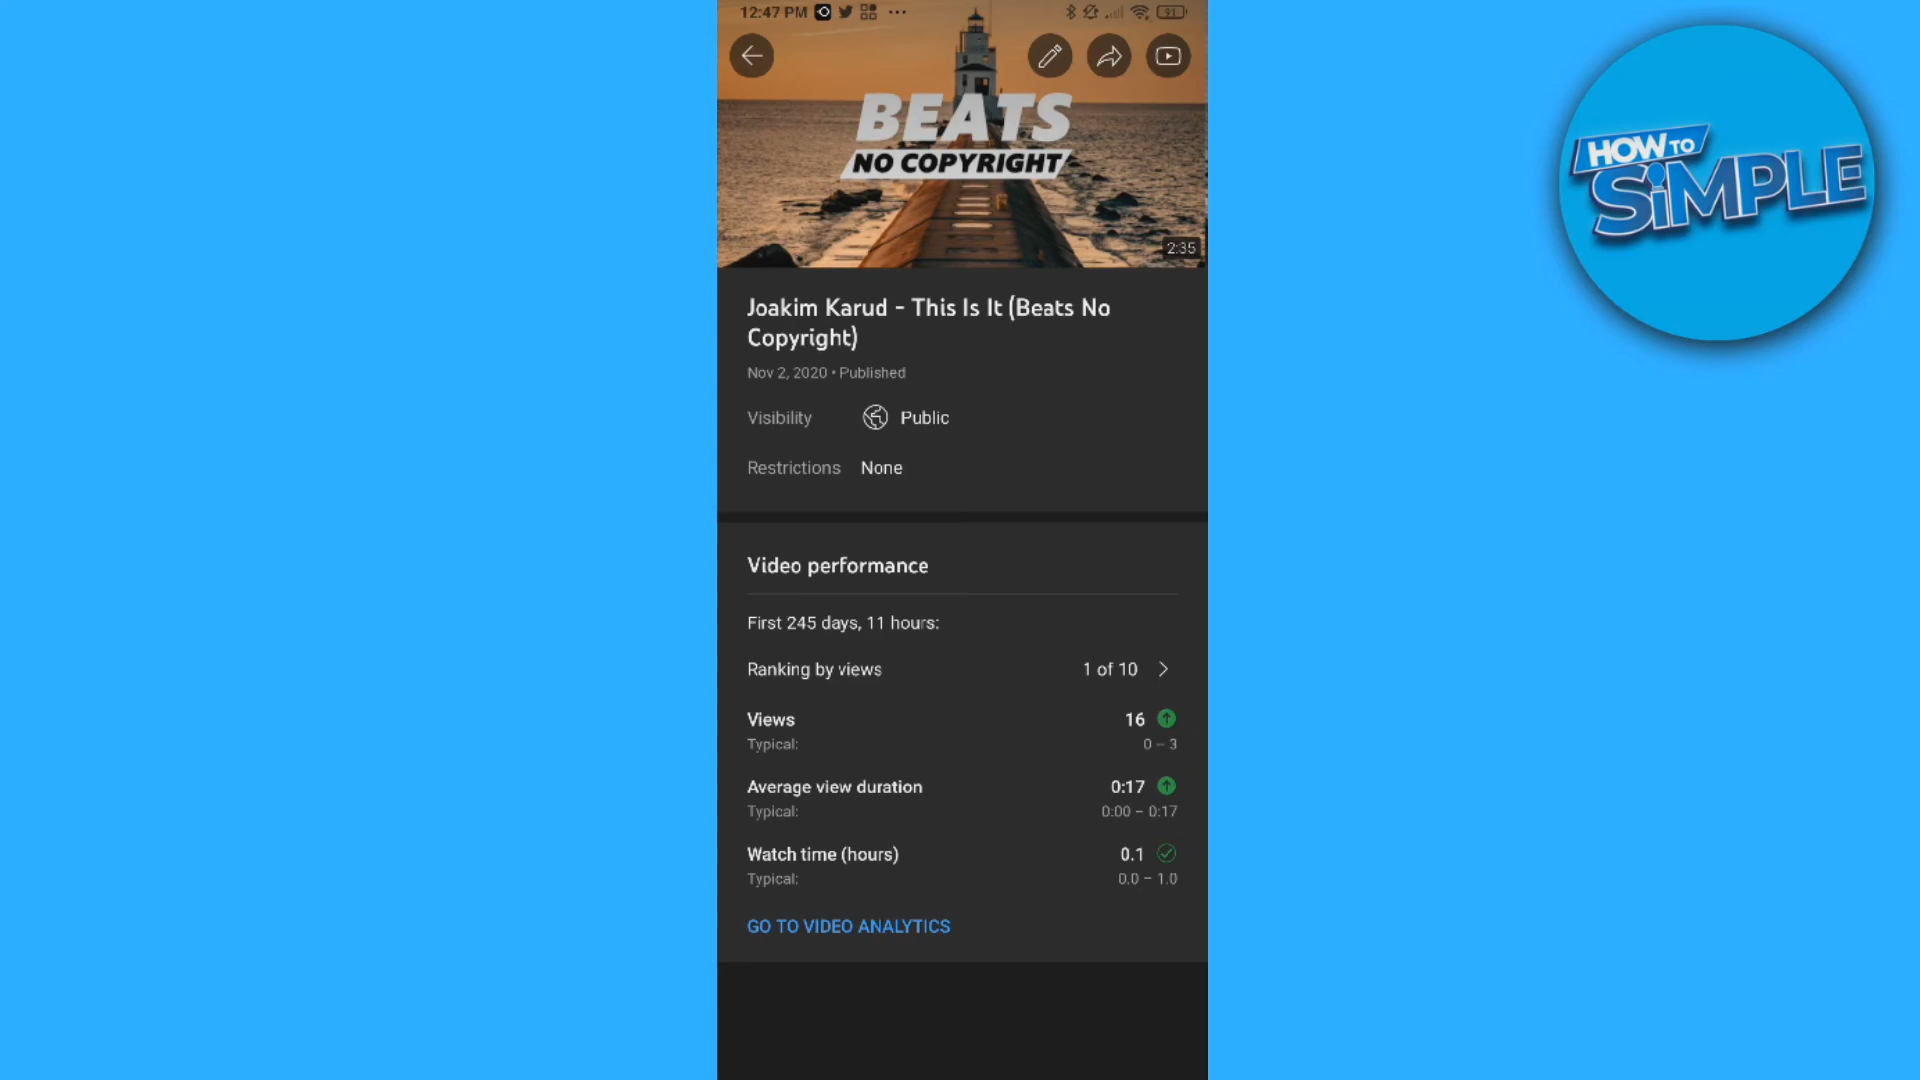 12:47 PM
91
BEATS
NO COPYRIGHT
2:35
HOW TO
SiMPLE
Joakim Karud - This Is It (Beats No
Copyright)
Nov 2, 2020 • Published
Visibility Public
Restrictions None
Video performance
First 245 days, 11 hours:
Ranking by views 1 of 10
Views 16
Typical: 0 – 3
Average view duration 0:17
Typical: 0:00 – 0:17
Watch time (hours) 0.1
Typical: 0.0 – 1.0
GO TO VIDEO ANALYTICS